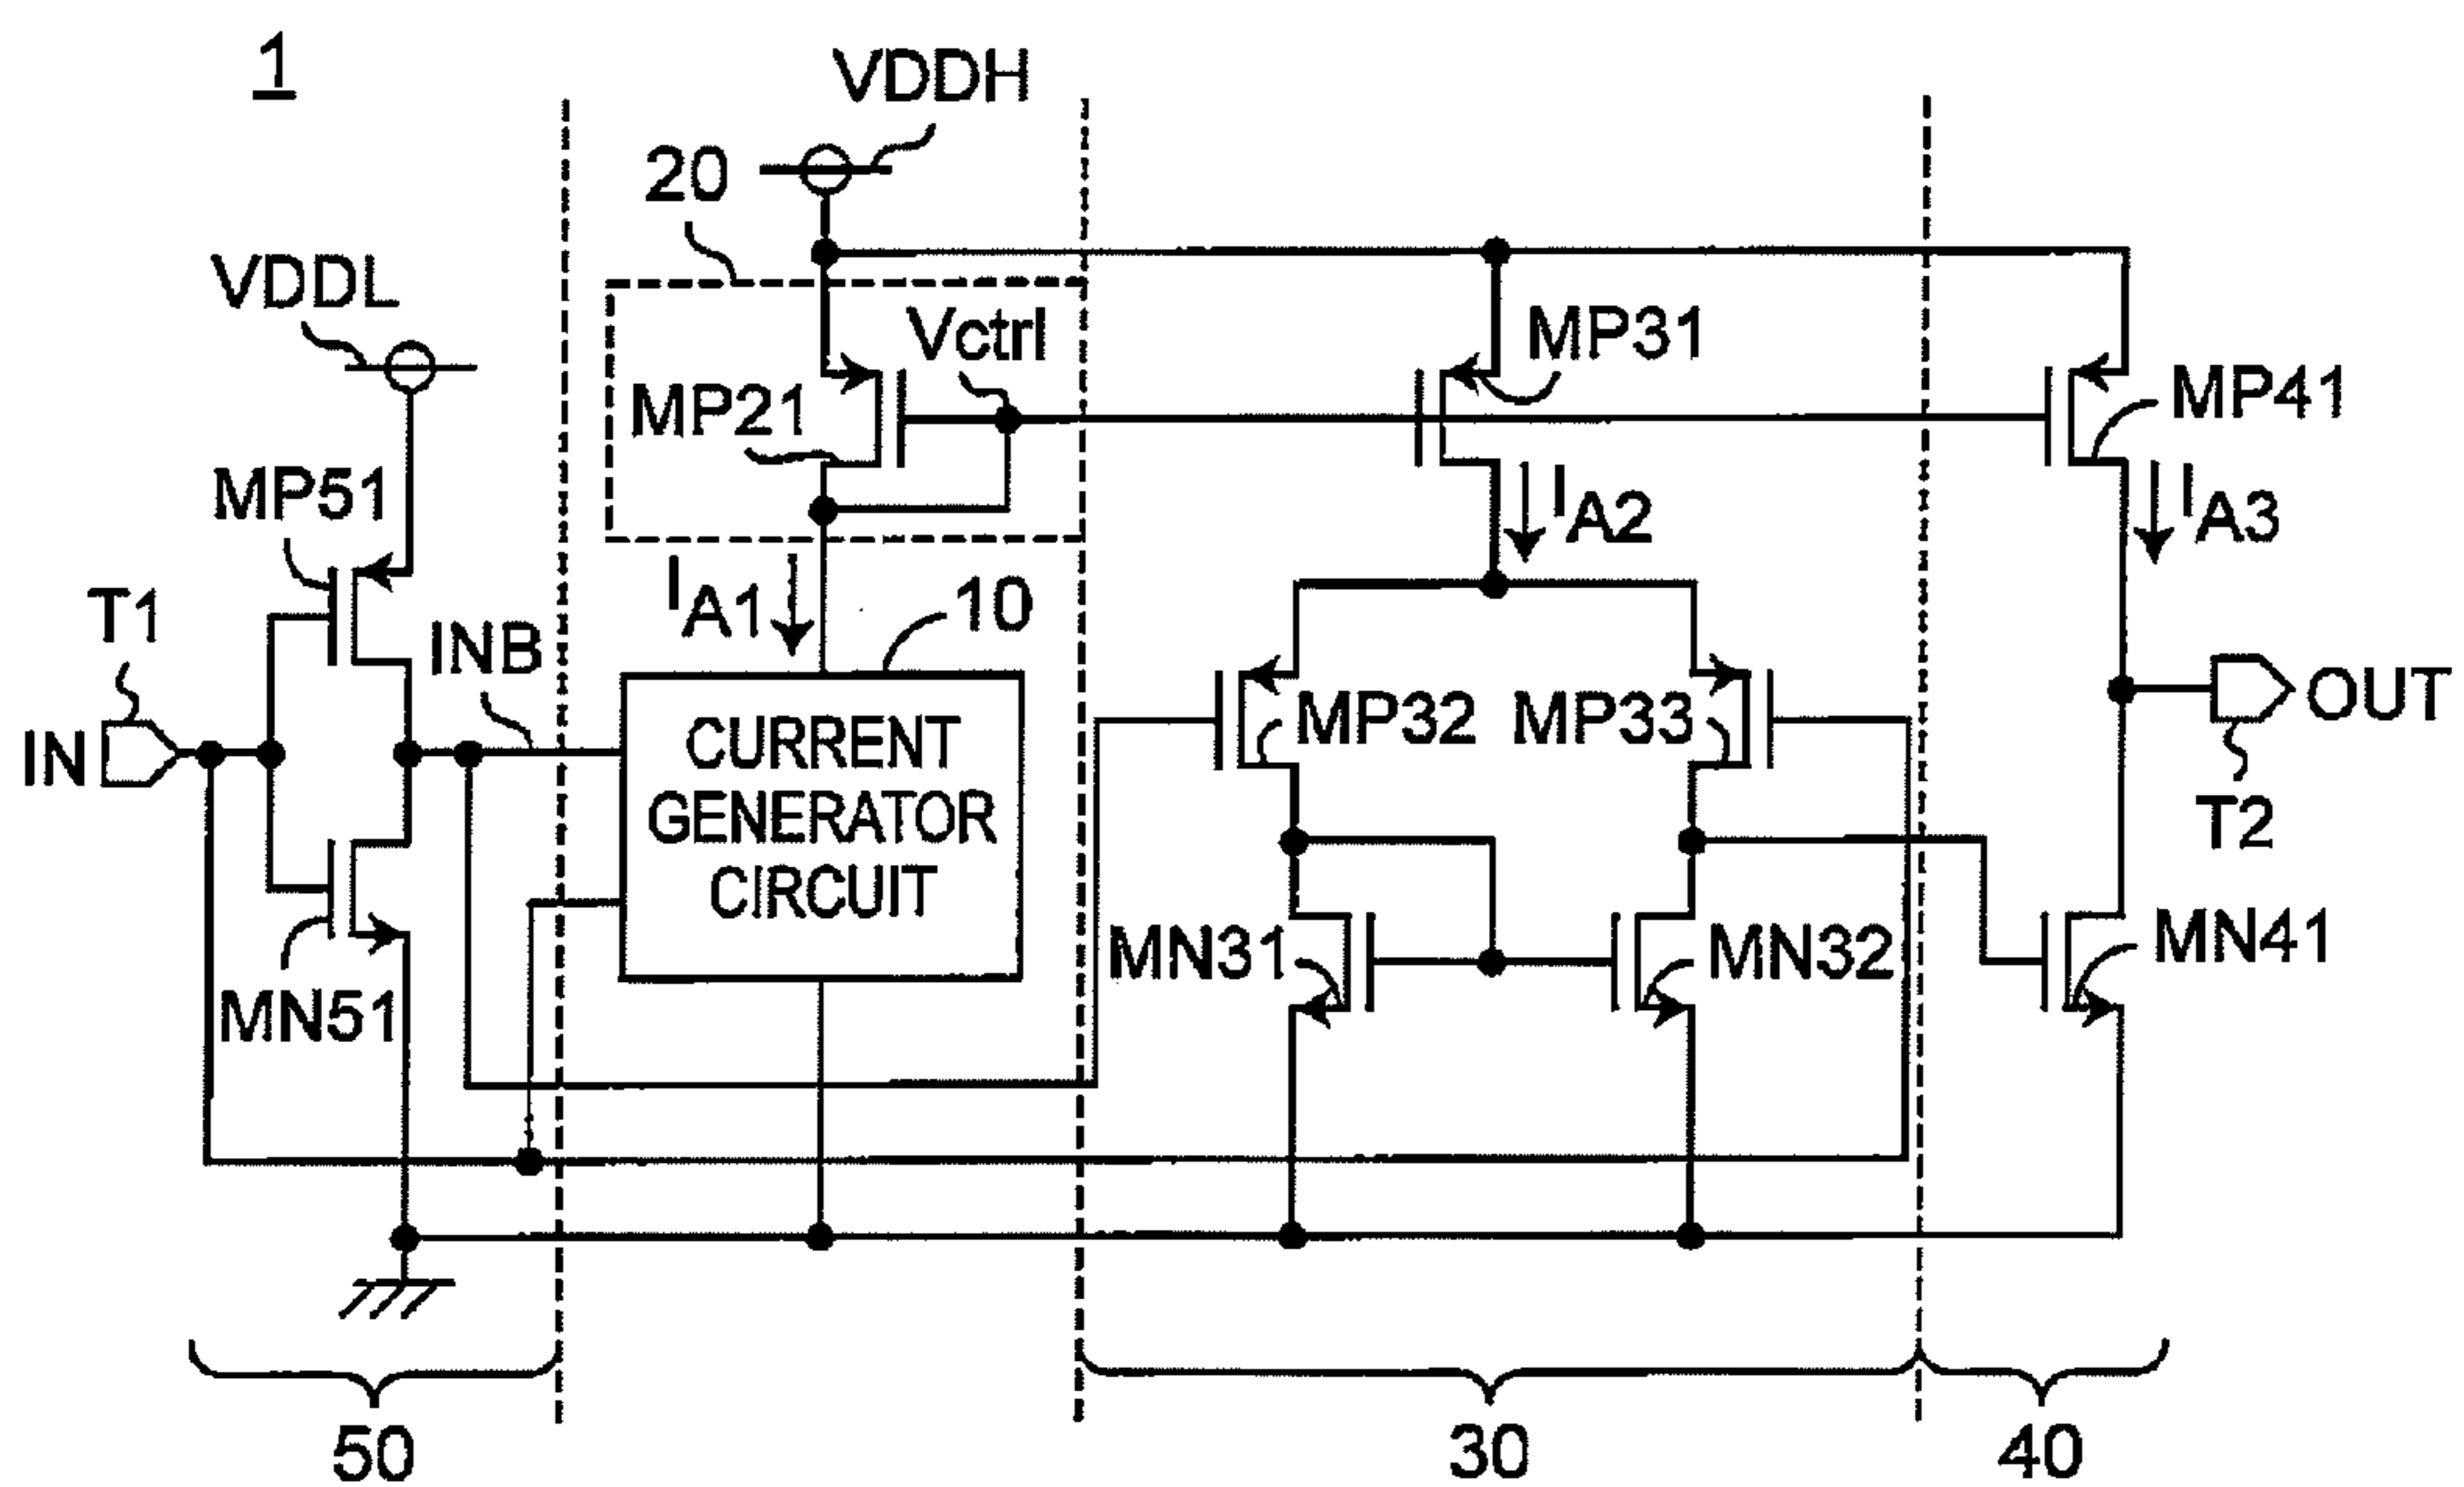 1
VDDH
20
VDDL
Vctrl
MP31
MP21
MP41
MP51
IA2
IA3
T1
INB
IA1
10
IN
CURRENT
GENERATOR
CIRCUIT
MP32
MP33
OUT
T2
MN31
MN32
MN41
MN51
50
30
40